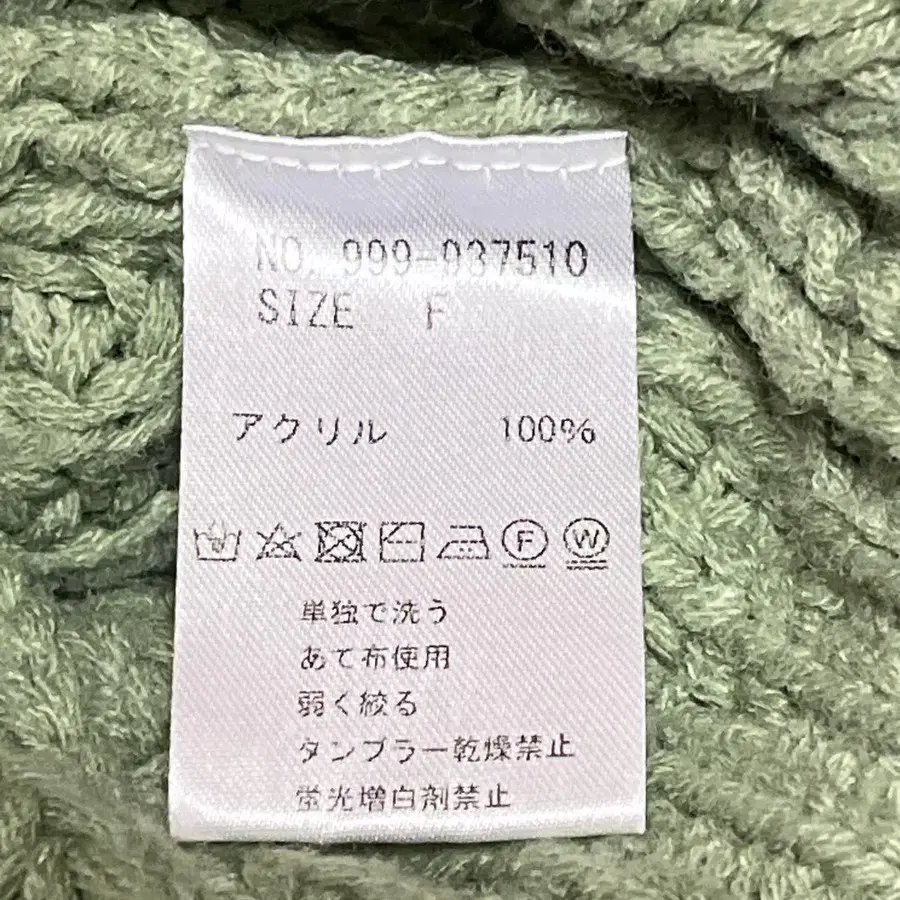 NO. 999-937510
SIZE F
アクリル 100%
F W
単独で洗う
あて布使用
弱く絞る
タンブラー乾燥禁止
蛍光増白剤禁止